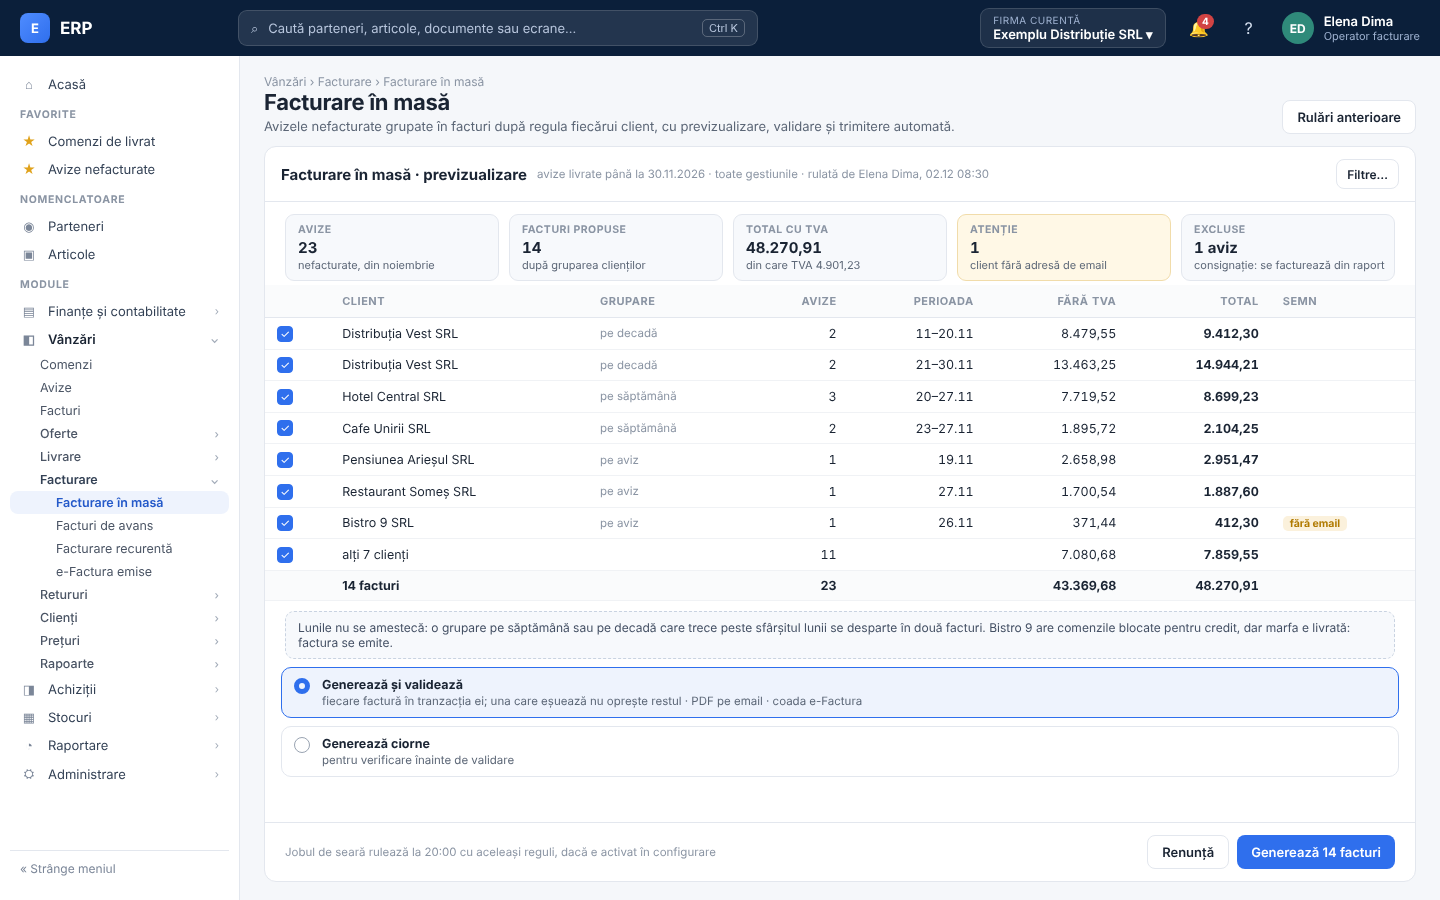 E ERP
Caută parteneri, articole, documente sau ecrane... Ctrl K
FIRMA CURENTĂ
Exemplu Distribuție SRL ▾
4
?
ED
Elena Dima
Operator facturare
Acasă
FAVORITE
★ Comenzi de livrat
★ Avize nefacturate
NOMENCLATOARE
Parteneri
Articole
MODULE
Finanțe și contabilitate ›
Vânzări
Comenzi
Avize
Facturi
Oferte ›
Livrare ›
Facturare
Facturare în masă
Facturi de avans
Facturare recurentă
e-Factura emise
Retururi ›
Clienți ›
Prețuri ›
Rapoarte ›
Achiziții ›
Stocuri ›
Raportare ›
Administrare ›
« Strânge meniul
Vânzări › Facturare › Facturare în masă
Facturare în masă
Avizele nefacturate grupate în facturi după regula fiecărui client, cu previzualizare, validare și trimitere automată.
Rulări anterioare
Facturare în masă · previzualizare avize livrate până la 30.11.2026 · toate gestiunile · rulată de Elena Dima, 02.12 08:30
Filtre...
AVIZE
23
nefacturate, din noiembrie
FACTURI PROPUSE
14
după gruparea clienților
TOTAL CU TVA
48.270,91
din care TVA 4.901,23
ATENȚIE
1
client fără adresă de email
EXCLUSE
1 aviz
consignație: se facturează din raport
CLIENT GRUPARE AVIZE PERIOADA FĂRĂ TVA TOTAL SEMN
Distribuția Vest SRL pe decadă 2 11–20.11 8.479,55 9.412,30
Distribuția Vest SRL pe decadă 2 21–30.11 13.463,25 14.944,21
Hotel Central SRL pe săptămână 3 20–27.11 7.719,52 8.699,23
Cafe Unirii SRL pe săptămână 2 23–27.11 1.895,72 2.104,25
Pensiunea Arieșul SRL pe aviz 1 19.11 2.658,98 2.951,47
Restaurant Someș SRL pe aviz 1 27.11 1.700,54 1.887,60
Bistro 9 SRL pe aviz 1 26.11 371,44 412,30 fără email
alți 7 clienți 11 7.080,68 7.859,55
14 facturi 23 43.369,68 48.270,91
Lunile nu se amestecă: o grupare pe săptămână sau pe decadă care trece peste sfârșitul lunii se desparte în două facturi. Bistro 9 are comenzile blocate pentru credit, dar marfa e livrată:
factura se emite.
Generează și validează
fiecare factură în tranzacția ei; una care eșuează nu oprește restul · PDF pe email · coada e-Factura
Generează ciorne
pentru verificare înainte de validare
Jobul de seară rulează la 20:00 cu aceleași reguli, dacă e activat în configurare
Renunță
Generează 14 facturi